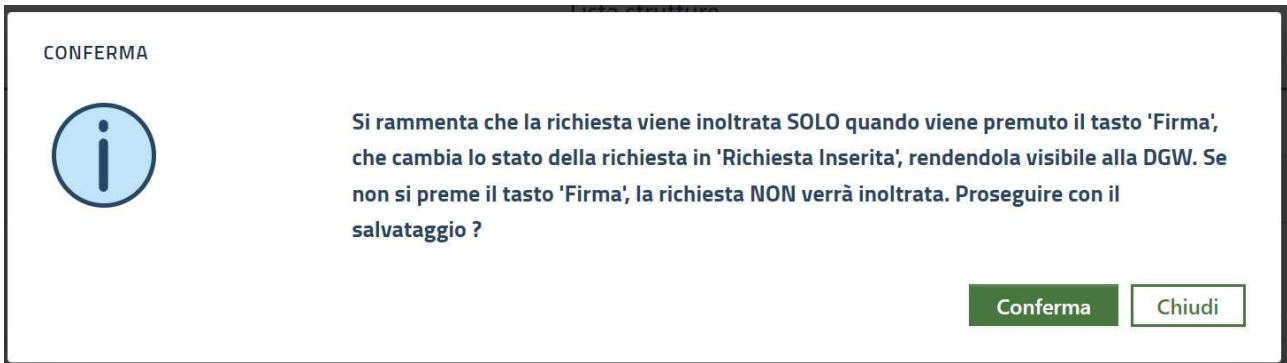 Lista strutture
CONFERMA
Si rammenta che la richiesta viene inoltrata SOLO quando viene premuto il tasto 'Firma',
che cambia lo stato della richiesta in 'Richiesta Inserita', rendendola visibile alla DGW. Se
non si preme il tasto 'Firma', la richiesta NON verrà inoltrata. Proseguire con il
salvataggio ?
Conferma Chiudi